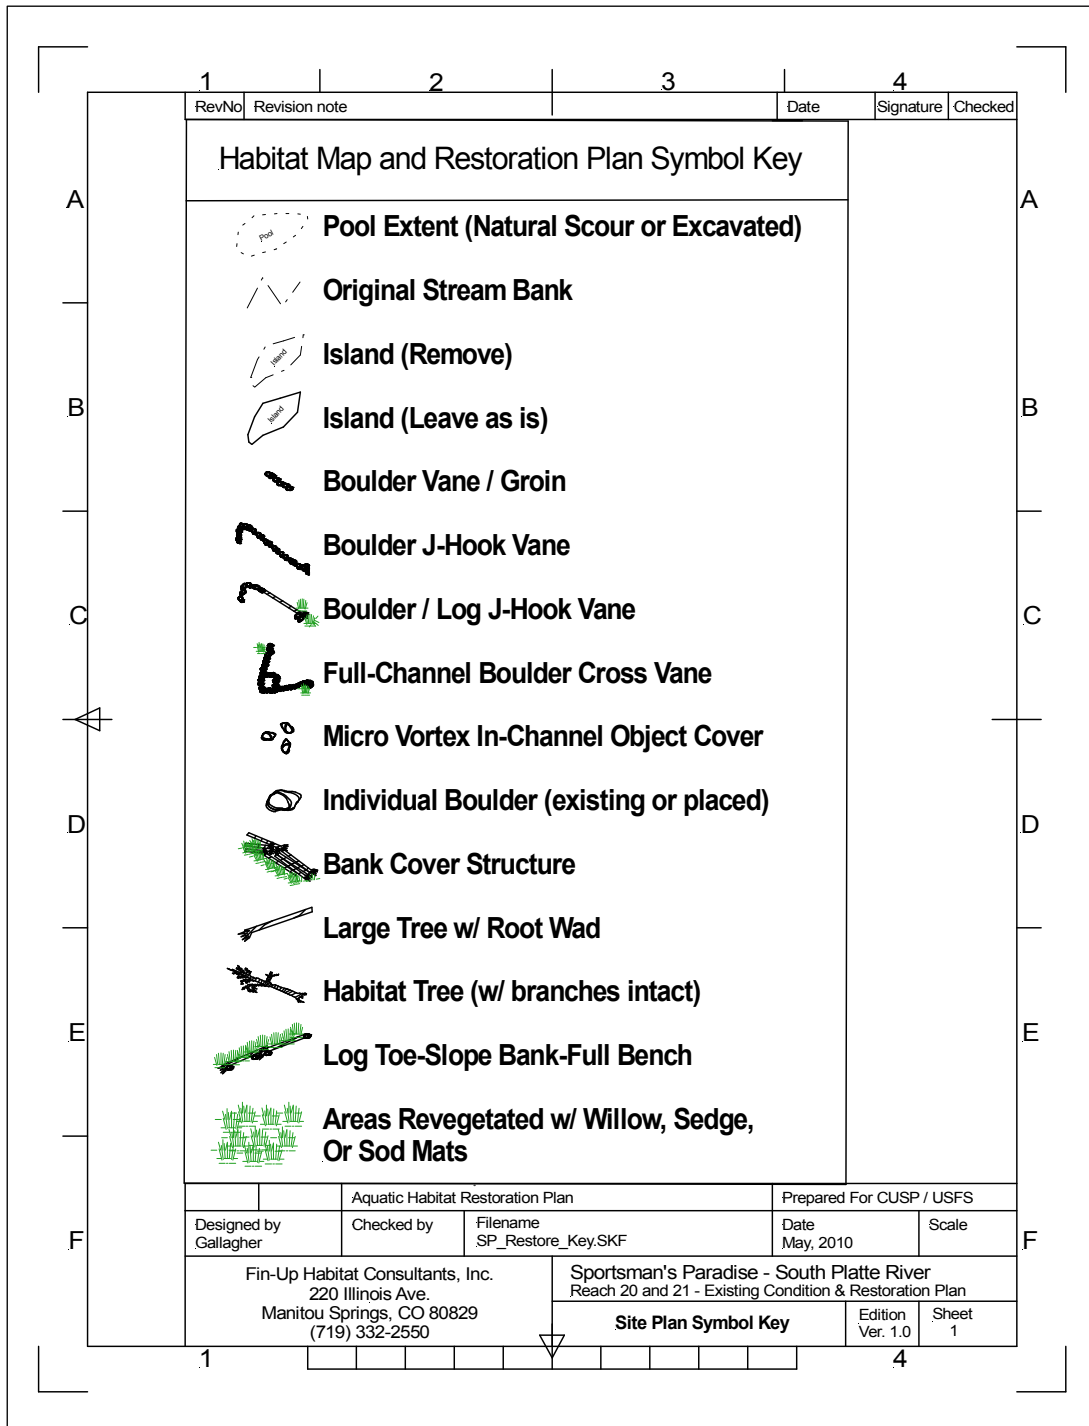 1 2 3 4
RevNo Revision note Date Signature Checked
Habitat Map and Restoration Plan Symbol Key
A A
Pool Pool Extent (Natural Scour or Excavated)
Original Stream Bank
Island Island (Remove)
B B
Island Island (Leave as is)
Boulder Vane / Groin
Boulder J-Hook Vane
C Boulder / Log J-Hook Vane C
Full-Channel Boulder Cross Vane
Micro Vortex In-Channel Object Cover
Individual Boulder (existing or placed)
D D
Bank Cover Structure
Large Tree w/ Root Wad
Habitat Tree (w/ branches intact)
E E
Log Toe-Slope Bank-Full Bench
Areas Revegetated w/ Willow, Sedge,
Or Sod Mats
Aquatic Habitat Restoration Plan Prepared For CUSP / USFS
F Designed by Checked by Filename Date Scale F
Gallagher SP_Restore_Key.SKF May, 2010
Fin-Up Habitat Consultants, Inc.
220 Illinois Ave.
Manitou Springs, CO 80829
(719) 332-2550
Sportsman's Paradise - South Platte River
Reach 20 and 21 - Existing Condition & Restoration Plan
Site Plan Symbol Key
Edition
Ver. 1.0
Sheet
1
1 4